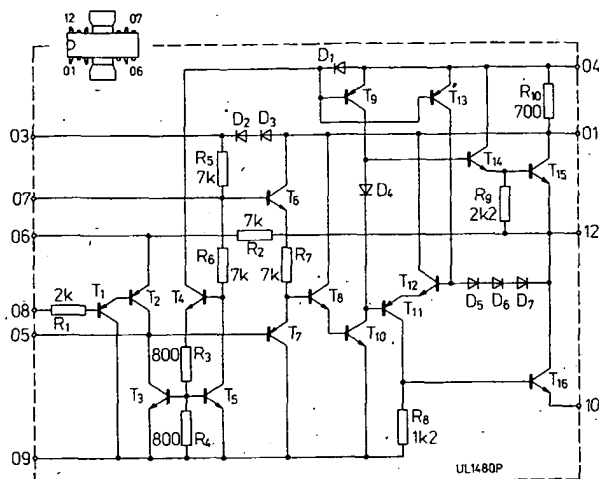 12 07
01 06
D1
04
T9
T13
R10
700
03
D2 D3
01
R5
7k
T14
T15
D4
07
T6
R9
2k2
06
7k
R2
12
R6
7k
R7
7k
T12
D5 D6 D7
2k
T1
T2
T4
T8
T11
08
R1
T10
05
T7
R3
800
T16
T3
T5
10
R8
1k2
800
R4
09
UL1480P